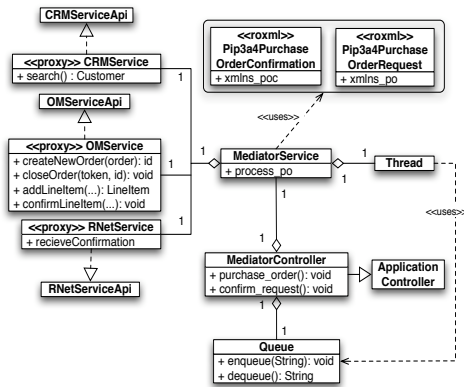 CRMServiceApi
<<proxy>> CRMService
+ search() : Customer
1
OMServiceApi
<<proxy>> OMService
+ createNewOrder(order): id
+ closeOrder(token, id): void
+ addLineItem(...): LineItem
+ confirmLineItem(...): void
1
<<proxy>> RNetService
+ recieveConfirmation
1
RNetServiceApi
<<roxml>>
Pip3a4Purchase
OrderConfirmation
+ xmlns_poc
<<roxml>>
Pip3a4Purchase
OrderRequest
+ xmlns_po
<<uses>>
1
MediatorService
+ process_po
1
1
Thread
<<uses>>
1
1
MediatorController
+ purchase_order(): void
+ confirm_request(): void
Application
Controller
1
1
Queue
+ enqueue(String): void
+ dequeue(): String